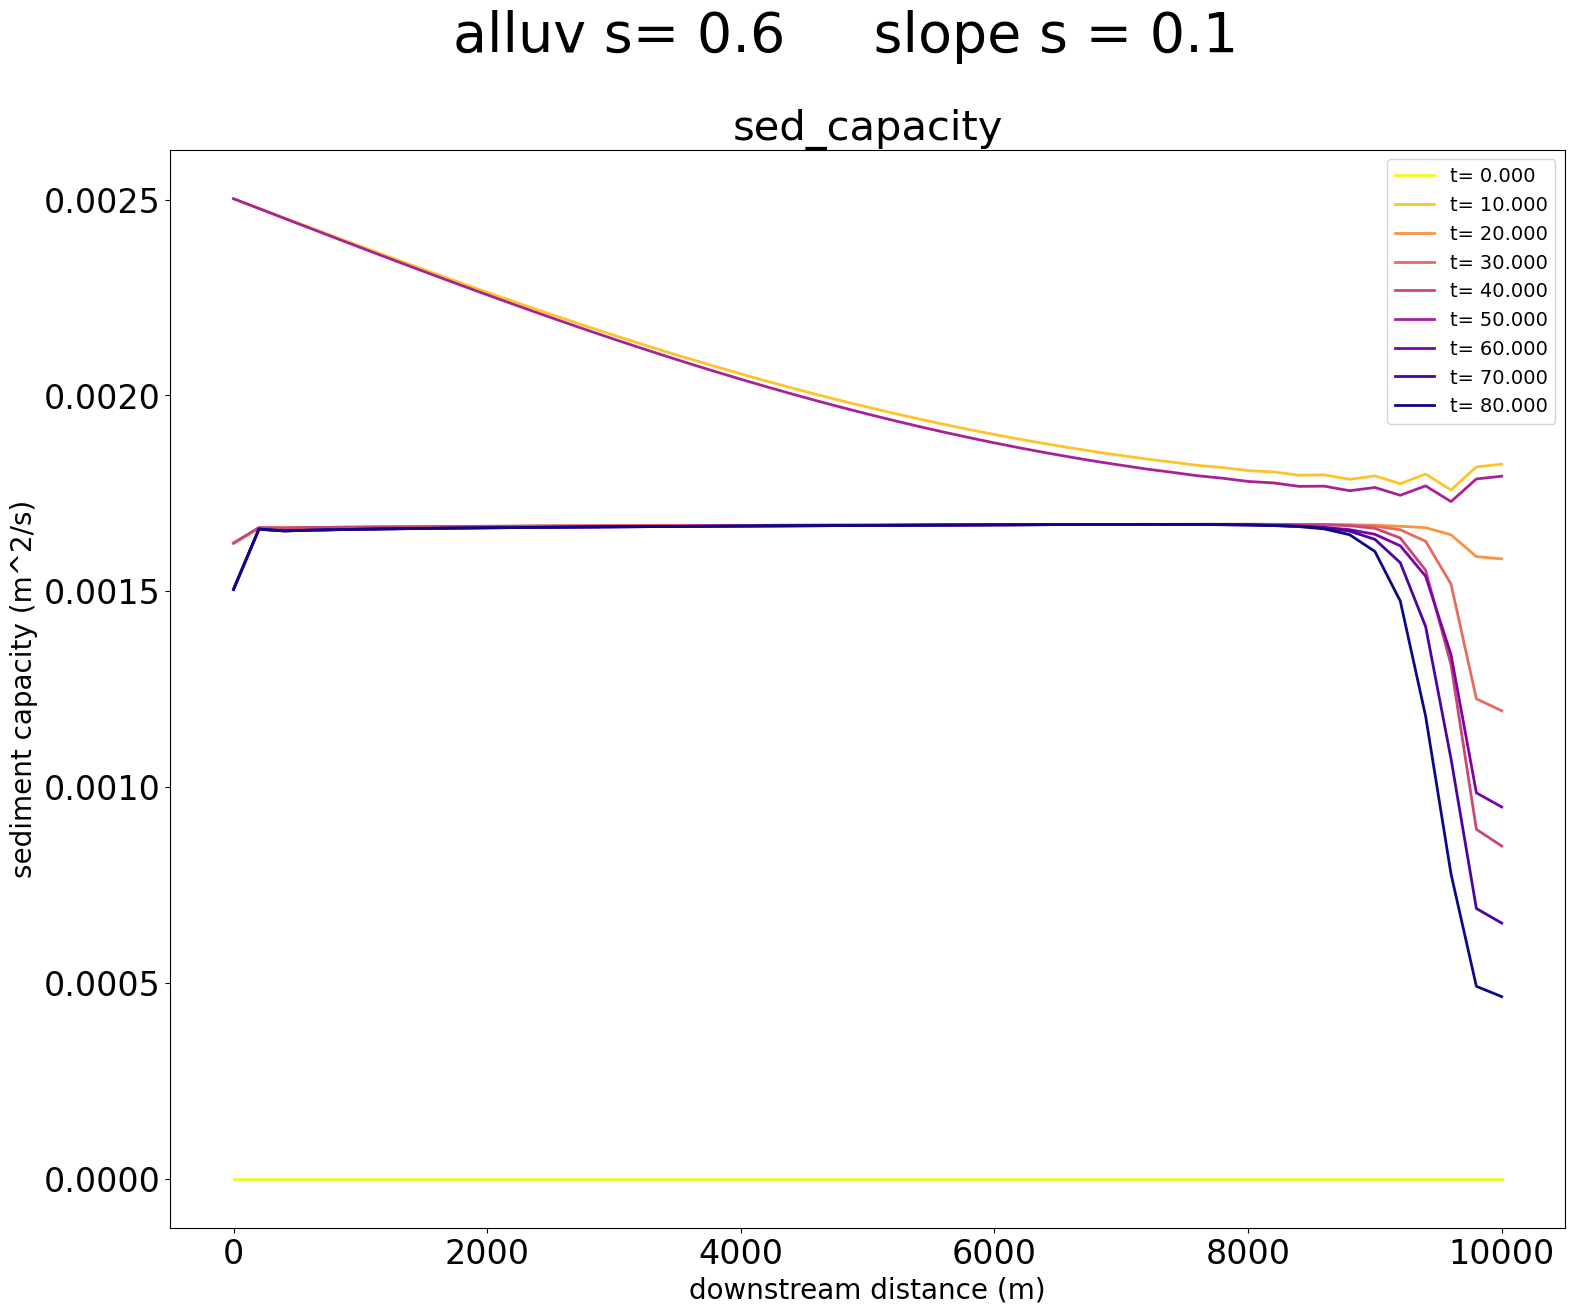 alluv s= 0.6 slope s = 0.1
sed_capacity
t= 0.000
t= 10.000
t= 20.000
t= 30.000
t= 40.000
t= 50.000
t= 60.000
t= 70.000
t= 80.000
sediment capacity (m^2/s)
0.0025
0.0020
0.0015
0.0010
0.0005
0.0000
0 2000 4000 6000 8000 10000
downstream distance (m)